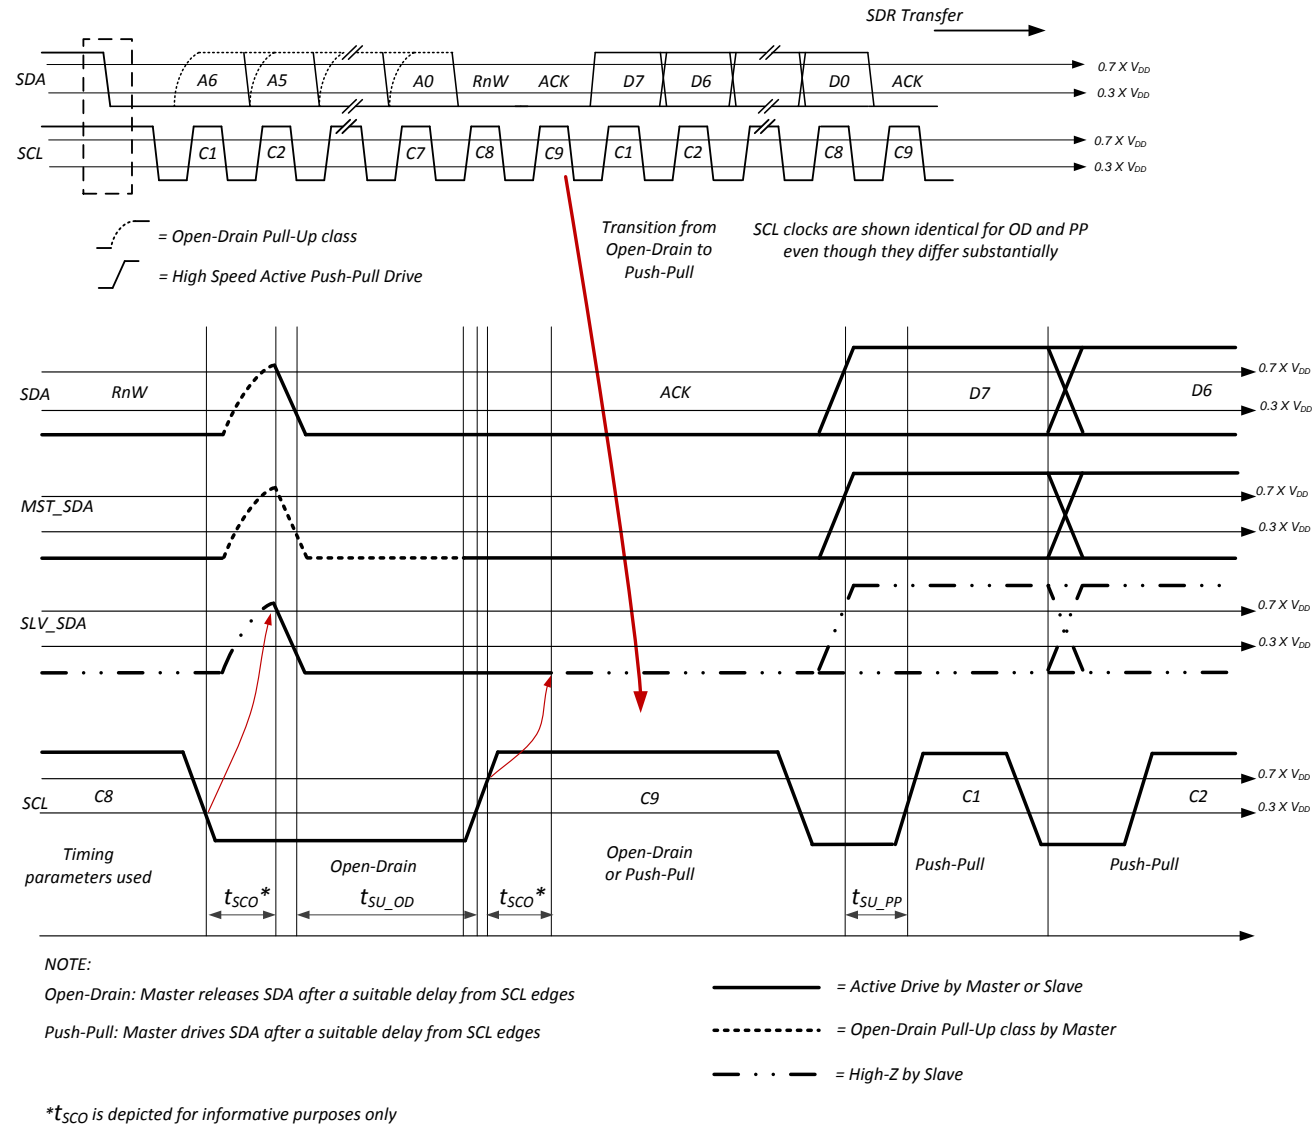 SDR Transfer
SDA
A6 A5 A0 RnW ACK D7 D6 D0 ACK
0.7 X VDD
0.3 X VDD
SCL
C1 C2 C7 C8 C9 C1 C2 C8 C9
0.7 X VDD
0.3 X VDD
= Open-Drain Pull-Up class
= High Speed Active Push-Pull Drive
Transition from
Open-Drain to
Push-Pull
SCL clocks are shown identical for OD and PP
even though they differ substantially
SDA
RnW ACK D7 D6
0.7 X VDD
0.3 X VDD
MST_SDA
0.7 X VDD
0.3 X VDD
SLV_SDA
0.7 X VDD
0.3 X VDD
SCL
C8 C9 C1 C2
0.7 X VDD
0.3 X VDD
Timing
parameters used
Open-Drain
Open-Drain
or Push-Pull
Push-Pull
Push-Pull
tSCO* tSU_OD tSCO* tSU_PP
NOTE:
Open-Drain: Master releases SDA after a suitable delay from SCL edges
Push-Pull: Master drives SDA after a suitable delay from SCL edges
= Active Drive by Master or Slave
= Open-Drain Pull-Up class by Master
= High-Z by Slave
*tSCO is depicted for informative purposes only